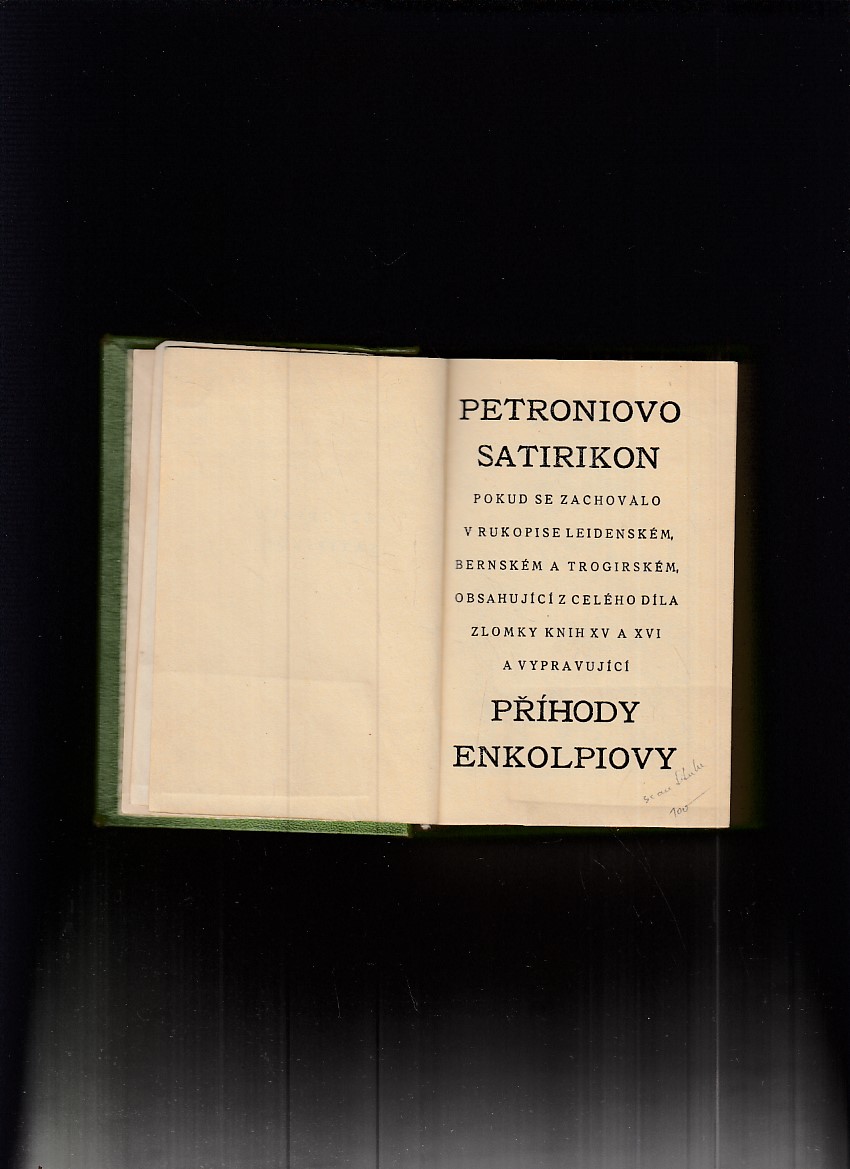 PETRONIOVO
SATIRIKON
POKUD SE ZACHOVALO
V RUKOPISE LEIDENSKÉM,
BERNSKÉM A TROGIRSKÉM,
OBSAHUJÍCÍ Z CELÉHO DÍLA
ZLOMKY KNIH XV A XVI
A VYPRAVUJÍCÍ
PŘÍHODY
ENKOLPIOVY